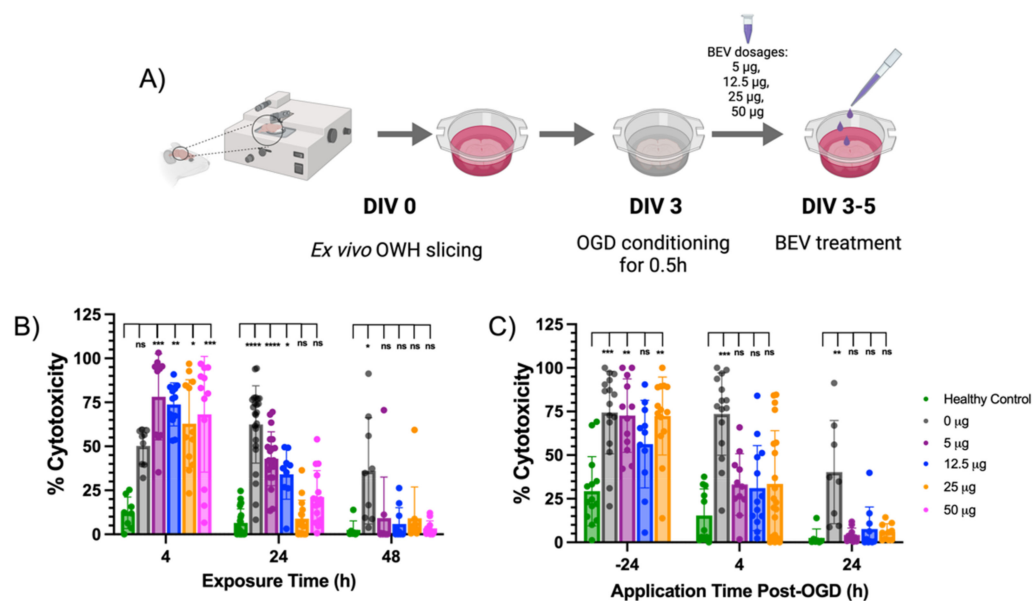 A)
BEV dosages:
5 µg,
12.5 µg,
25 µg,
50 µg
DIV 0
DIV 3
DIV 3-5
Ex vivo OWH slicing
OGD conditioning
for 0.5h
BEV treatment
B)
% Cytotoxicity
125
100
75
50
25
0
ns *** ** * ***
**** **** * ns ns
* ns ns ns ns
4 24 48
Exposure Time (h)
C)
% Cytotoxicity
125
100
75
50
25
0
*** ** ns **
*** ns ns ns
** ns ns ns
-24 4 24
Application Time Post-OGD (h)
Healthy Control
0 µg
5 µg
12.5 µg
25 µg
50 µg